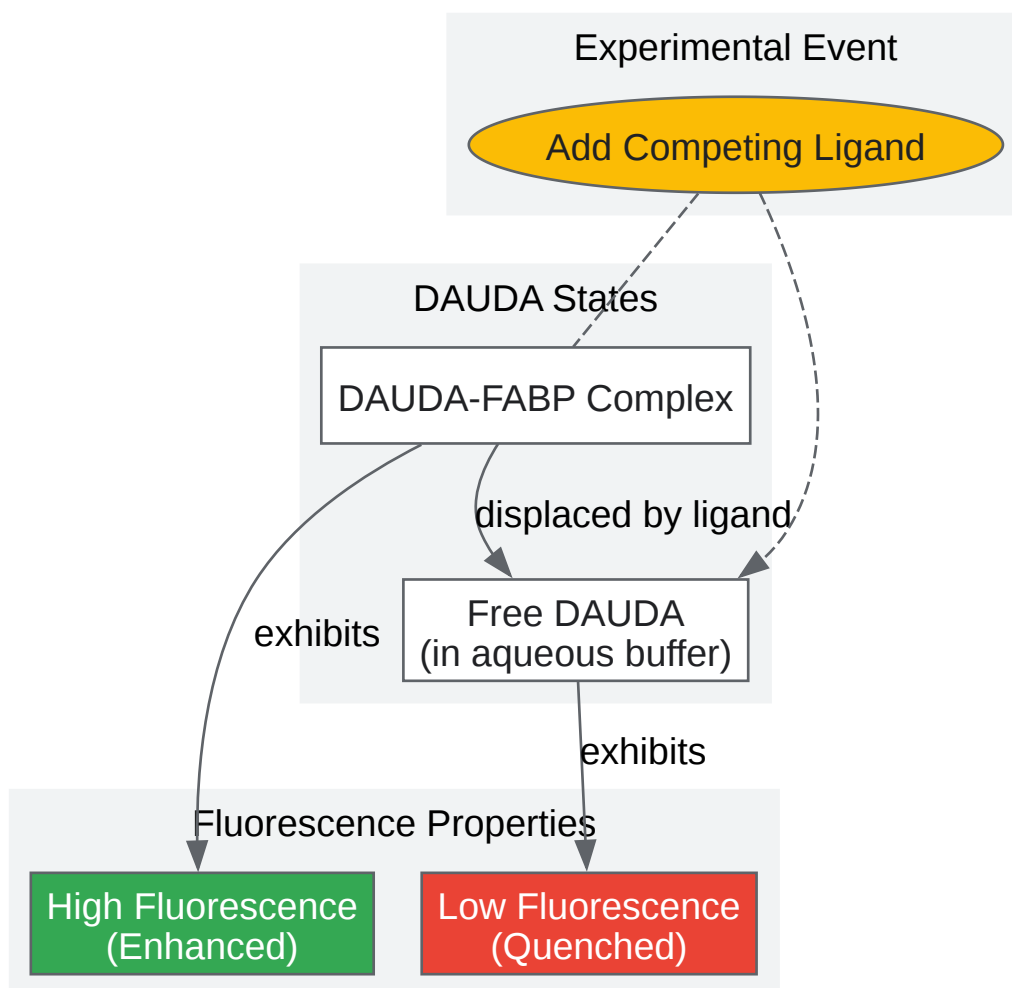 Experimental Event
Add Competing Ligand
DAUDA States
DAUDA-FABP Complex
displaced by ligand
Free DAUDA
(in aqueous buffer)
exhibits
exhibits
Fluorescence Properties
High Fluorescence
(Enhanced)
Low Fluorescence
(Quenched)